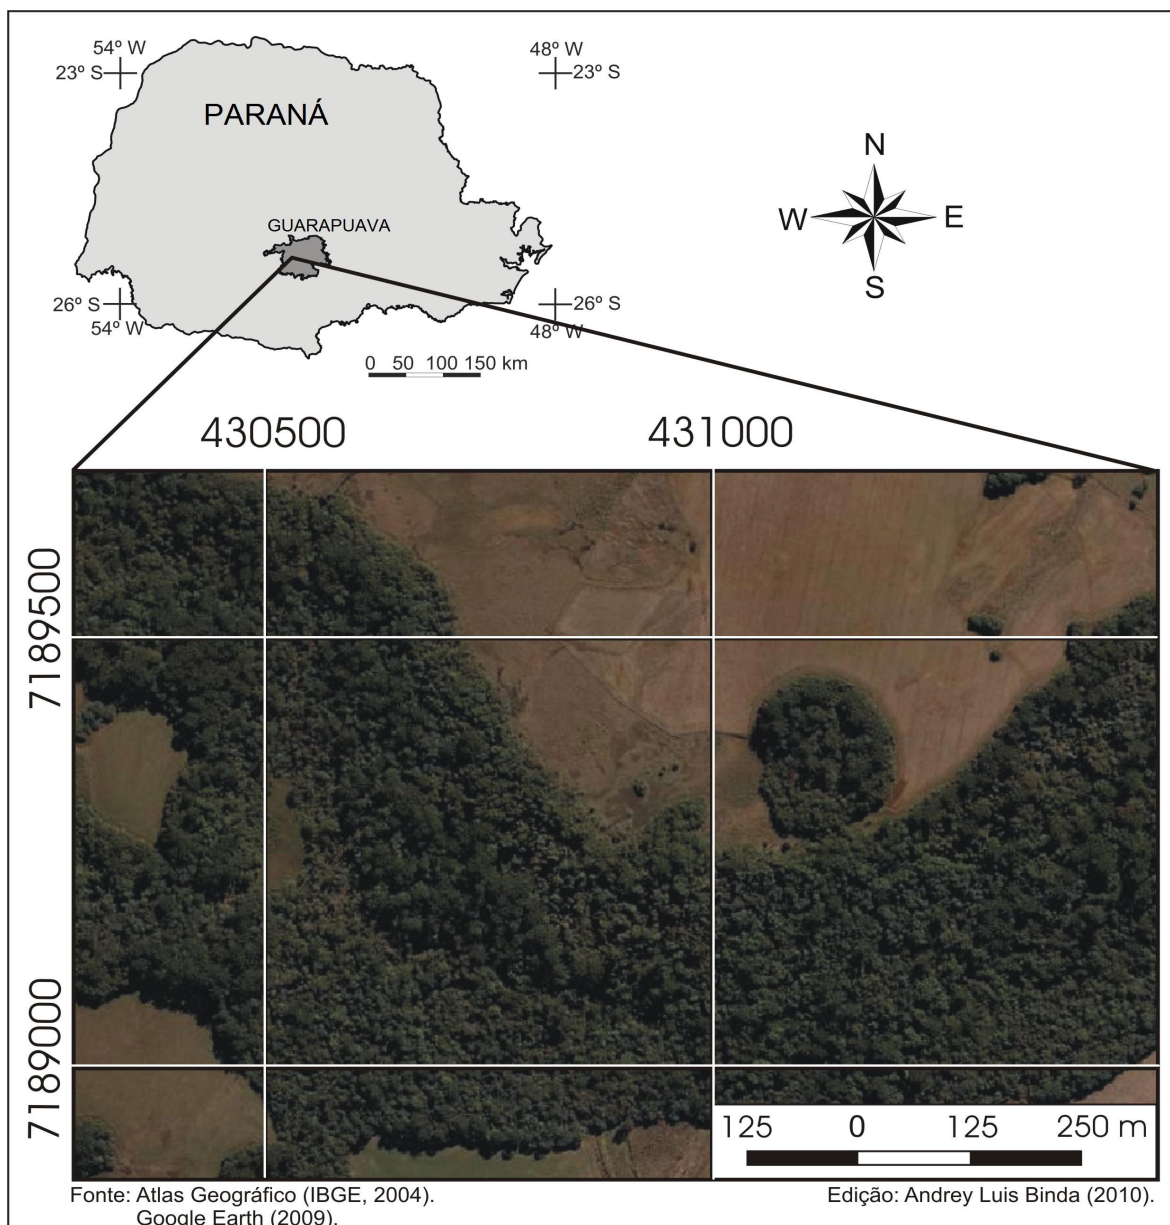 54º W
48º W
23º S
23º S
PARANÁ
N
W
E
S
GUARAPUAVA
26º S
26º S
54º W
48º W
0 50 100 150 km
430500
431000
7189500
7189000
125 0 125 250 m
Fonte: Atlas Geográfico (IBGE, 2004).
Google Earth (2009).
Edição: Andrey Luis Binda (2010).